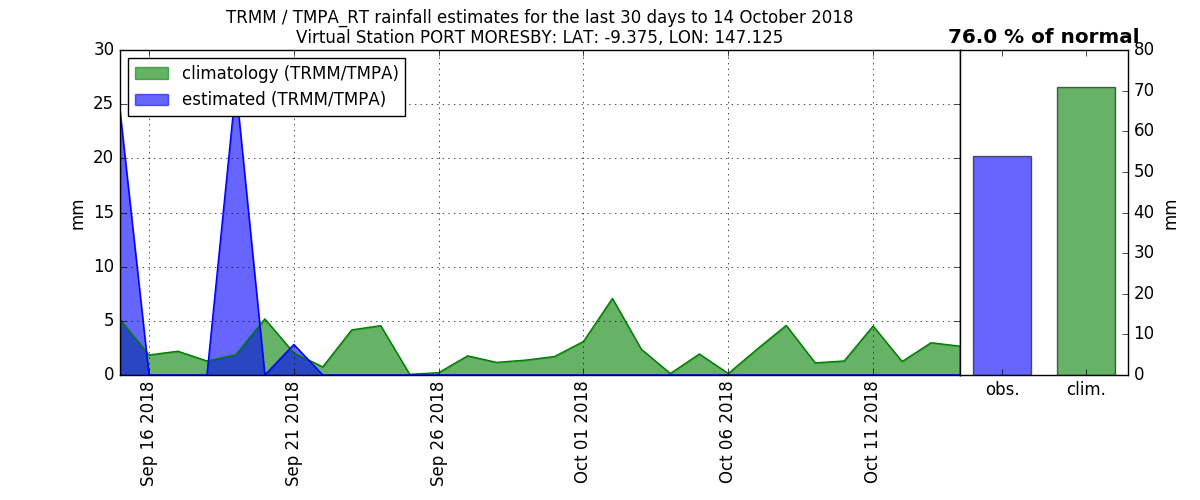 TRMM / TMPA_RT rainfall estimates for the last 30 days to 14 October 2018
Virtual Station PORT MORESBY: LAT: -9.375, LON: 147.125
76.0 % of normal
climatology (TRMM/TMPA)
estimated (TRMM/TMPA)
30
25
20
15
10
5
0
mm
Sep 16 2018
Sep 21 2018
Sep 26 2018
Oct 01 2018
Oct 06 2018
Oct 11 2018
obs.
clim.
80
70
60
50
40
30
20
10
0
mm